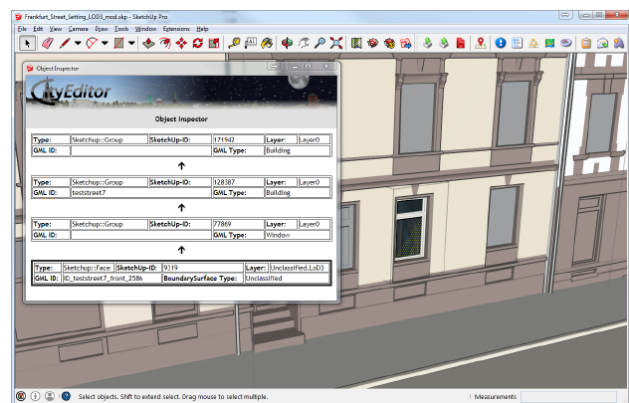 Frankfurt_Street_Setting_LOD3_mod.skp - SketchUp Pro
File Edit View Camera Draw Tools Window Extensions Help
Object Inspector
CityEditor
Object Inspector
Type: Sketchup::Group SketchUp-ID: 171942 Layer: Layer0
GML ID: GML Type: Building
Type: Sketchup::Group SketchUp-ID: 128387 Layer: Layer0
GML ID: teststreet7 GML Type: Building
Type: Sketchup::Group SketchUp-ID: 77869 Layer: Layer0
GML ID: GML Type: Window
Type: Sketchup::Face SketchUp-ID: 9319 Layer: Unclassified.LoD3
GML ID: ID_teststreet7_front_2586 BoundarySurface Type: Unclassified
Select objects. Shift to extend select. Drag mouse to select multiple. Measurements